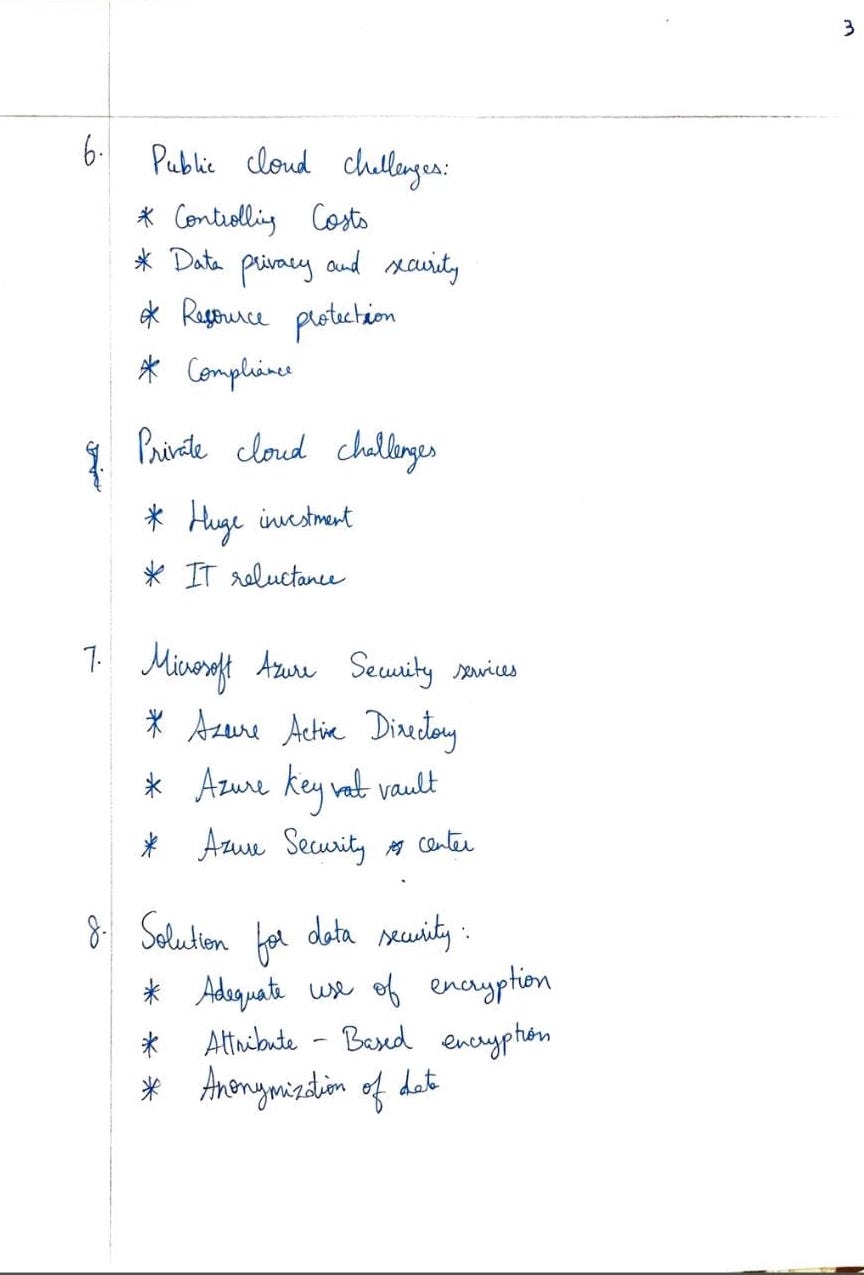 3
6. Public cloud challenges:
* Controlling Costs
* Data privacy and security
* Resource protection
* Compliance
Private cloud challenges
* Huge investment
* IT reluctance
7. Microsoft Azure Security services
* Azure Active Directory
* Azure Key vault
* Azure Security center
8. Solution for data security:
* Adequate use of encryption
* Attribute - Based encryption
* Anonymization of data